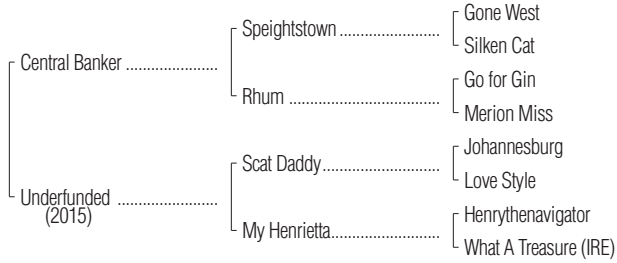 Gone West
Speightstown ....................
Silken Cat
Central Banker ....................
Go for Gin
Rhum ..............................
Merion Miss
Johannesburg
Scat Daddy........................
Love Style
Underfunded ....................
(2015)
Henrythenavigator
My Henrietta......................
What A Treasure (IRE)